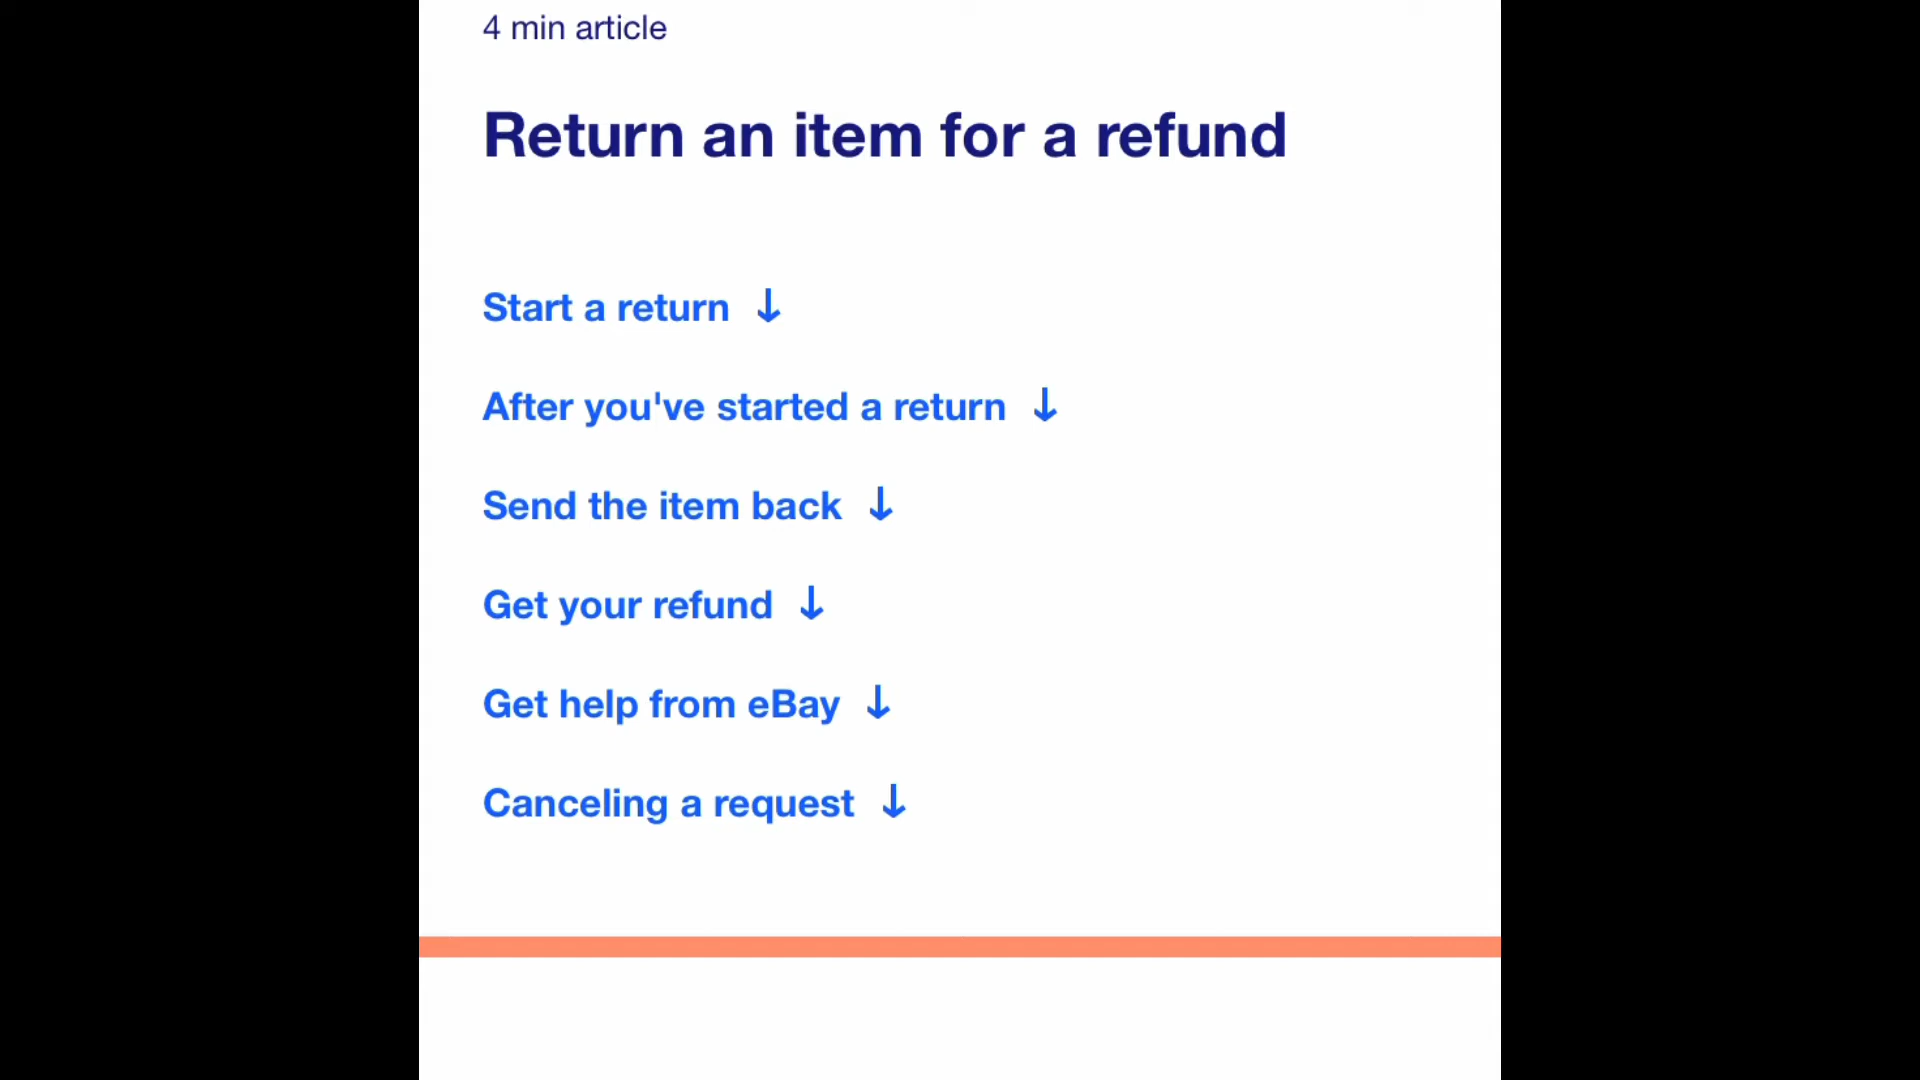 4 min article
Return an item for a refund
Start a return ↓
After you've started a return ↓
Send the item back ↓
Get your refund ↓
Get help from eBay ↓
Canceling a request ↓